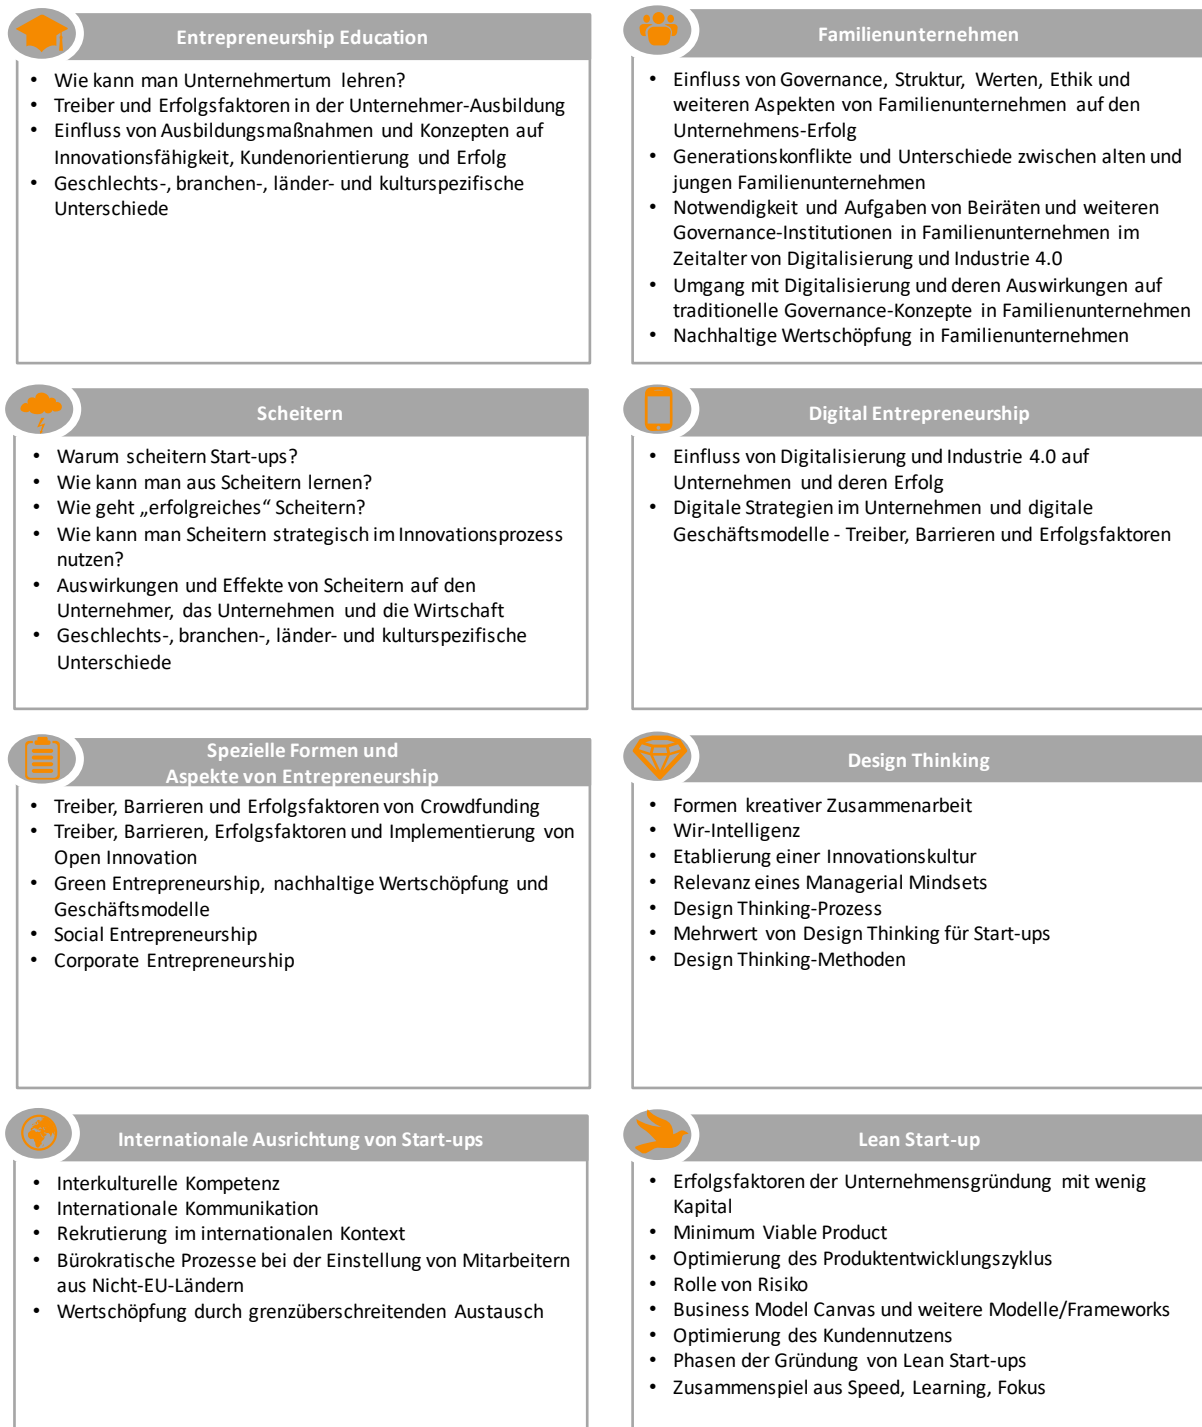 Entrepreneurship Education
• Wie kann man Unternehmertum lehren?
• Treiber und Erfolgsfaktoren in der Unternehmer-Ausbildung
• Einfluss von Ausbildungsmaßnahmen und Konzepten auf
Innovationsfähigkeit, Kundenorientierung und Erfolg
• Geschlechts-, branchen-, länder- und kulturspezifische
Unterschiede
Familienunternehmen
• Einfluss von Governance, Struktur, Werten, Ethik und
weiteren Aspekten von Familienunternehmen auf den
Unternehmens-Erfolg
• Generationskonflikte und Unterschiede zwischen alten und
jungen Familienunternehmen
• Notwendigkeit und Aufgaben von Beiräten und weiteren
Governance-Institutionen in Familienunternehmen im
Zeitalter von Digitalisierung und Industrie 4.0
• Umgang mit Digitalisierung und deren Auswirkungen auf
traditionelle Governance-Konzepte in Familienunternehmen
• Nachhaltige Wertschöpfung in Familienunternehmen
Scheitern
• Warum scheitern Start-ups?
• Wie kann man aus Scheitern lernen?
• Wie geht „erfolgreiches“ Scheitern?
• Wie kann man Scheitern strategisch im Innovationsprozess
nutzen?
• Auswirkungen und Effekte von Scheitern auf den
Unternehmer, das Unternehmen und die Wirtschaft
• Geschlechts-, branchen-, länder- und kulturspezifische
Unterschiede
Digital Entrepreneurship
• Einfluss von Digitalisierung und Industrie 4.0 auf
Unternehmen und deren Erfolg
• Digitale Strategien im Unternehmen und digitale
Geschäftsmodelle - Treiber, Barrieren und Erfolgsfaktoren
Spezielle Formen und
Aspekte von Entrepreneurship
• Treiber, Barrieren und Erfolgsfaktoren von Crowdfunding
• Treiber, Barrieren, Erfolgsfaktoren und Implementierung von
Open Innovation
• Green Entrepreneurship, nachhaltige Wertschöpfung und
Geschäftsmodelle
• Social Entrepreneurship
• Corporate Entrepreneurship
Design Thinking
• Formen kreativer Zusammenarbeit
• Wir-Intelligenz
• Etablierung einer Innovationskultur
• Relevanz eines Managerial Mindsets
• Design Thinking-Prozess
• Mehrwert von Design Thinking für Start-ups
• Design Thinking-Methoden
Internationale Ausrichtung von Start-ups
• Interkulturelle Kompetenz
• Internationale Kommunikation
• Rekrutierung im internationalen Kontext
• Bürokratische Prozesse bei der Einstellung von Mitarbeitern
aus Nicht-EU-Ländern
• Wertschöpfung durch grenzüberschreitenden Austausch
Lean Start-up
• Erfolgsfaktoren der Unternehmensgründung mit wenig
Kapital
• Minimum Viable Product
• Optimierung des Produktentwicklungszyklus
• Rolle von Risiko
• Business Model Canvas und weitere Modelle/Frameworks
• Optimierung des Kundennutzens
• Phasen der Gründung von Lean Start-ups
• Zusammenspiel aus Speed, Learning, Fokus